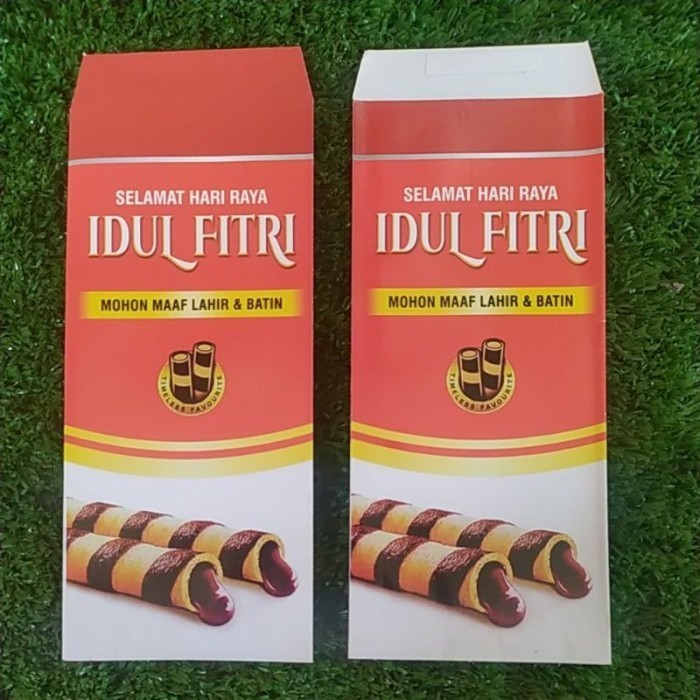 SELAMAT HARI RAYA
IDUL FITRI
MOHON MAAF LAHIR & BATIN
TIMELESS FAVOURITE
SELAMAT HARI RAYA
IDUL FITRI
MOHON MAAF LAHIR & BATIN
TIMELESS FAVOURITE